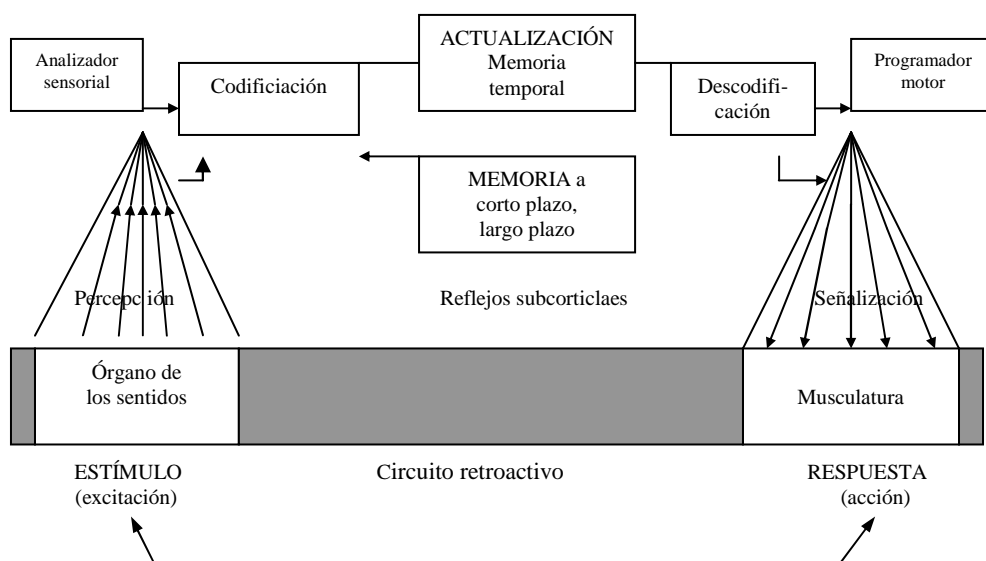 Analizador
sensorial
Codificiación
ACTUALIZACIÓN
Memoria
temporal
Descodifi-
cación
Programador
motor
MEMORIA a
corto plazo,
largo plazo
Percepción
Reflejos subcorticlaes
Señalización
Órgano de
los sentidos
Musculatura
ESTÍMULO
(excitación)
Circuito retroactivo
RESPUESTA
(acción)